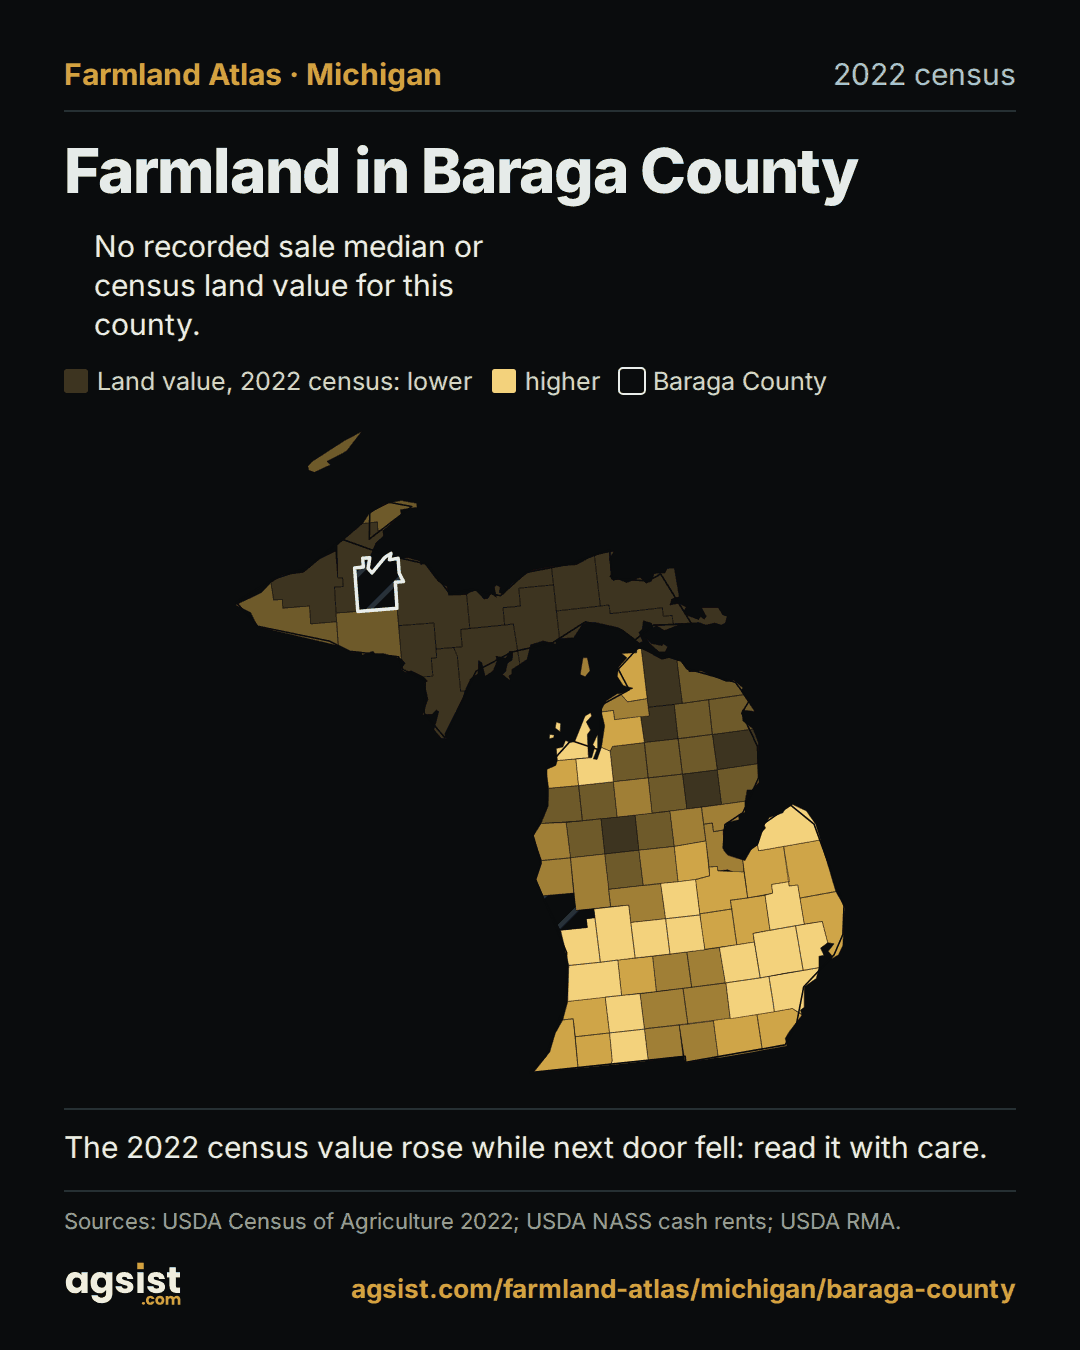 Farmland Atlas · Michigan
2022 census
Farmland in Baraga County
No recorded sale median or
census land value for this
county.
Land value, 2022 census: lower
higher
Baraga County
The 2022 census value rose while next door fell: read it with care.
Sources: USDA Census of Agriculture 2022; USDA NASS cash rents; USDA RMA.
agsist
.com
agsist.com/farmland-atlas/michigan/baraga-county